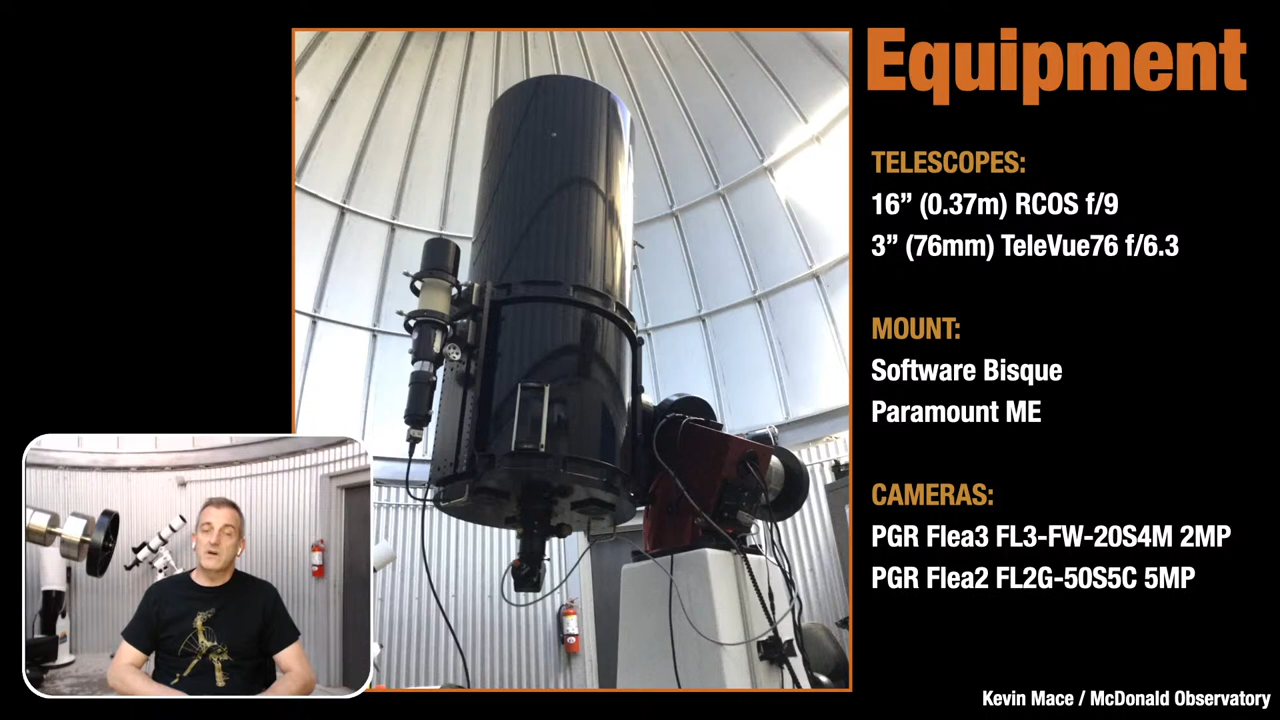 Equipment
TELESCOPES:
16” (0.37m) RCOS f/9
3” (76mm) TeleVue76 f/6.3
MOUNT:
Software Bisque
Paramount ME
CAMERAS:
PGR Flea3 FL3-FW-20S4M 2MP
PGR Flea2 FL2G-50S5C 5MP
Kevin Mace / McDonald Observatory